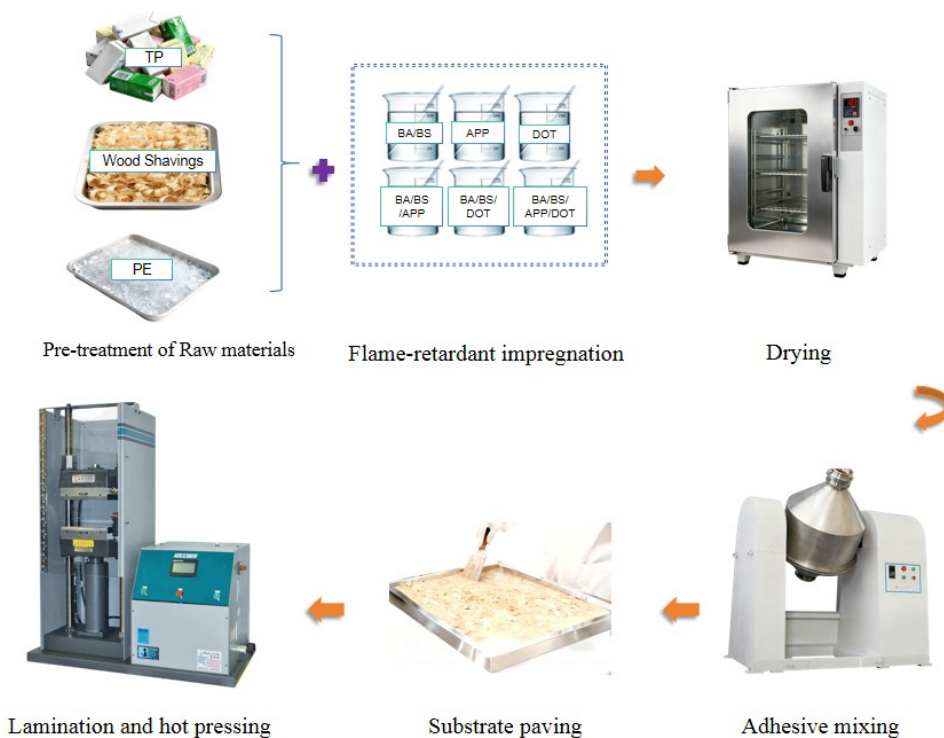 TP
Wood Shavings
PE
BA/BS
APP
DOT
BA/BS
/APP
BA/BS/
DOT
BA/BS/
APP/DOT
Pre-treatment of Raw materials
Flame-retardant impregnation
Drying
Lamination and hot pressing
Substrate paving
Adhesive mixing